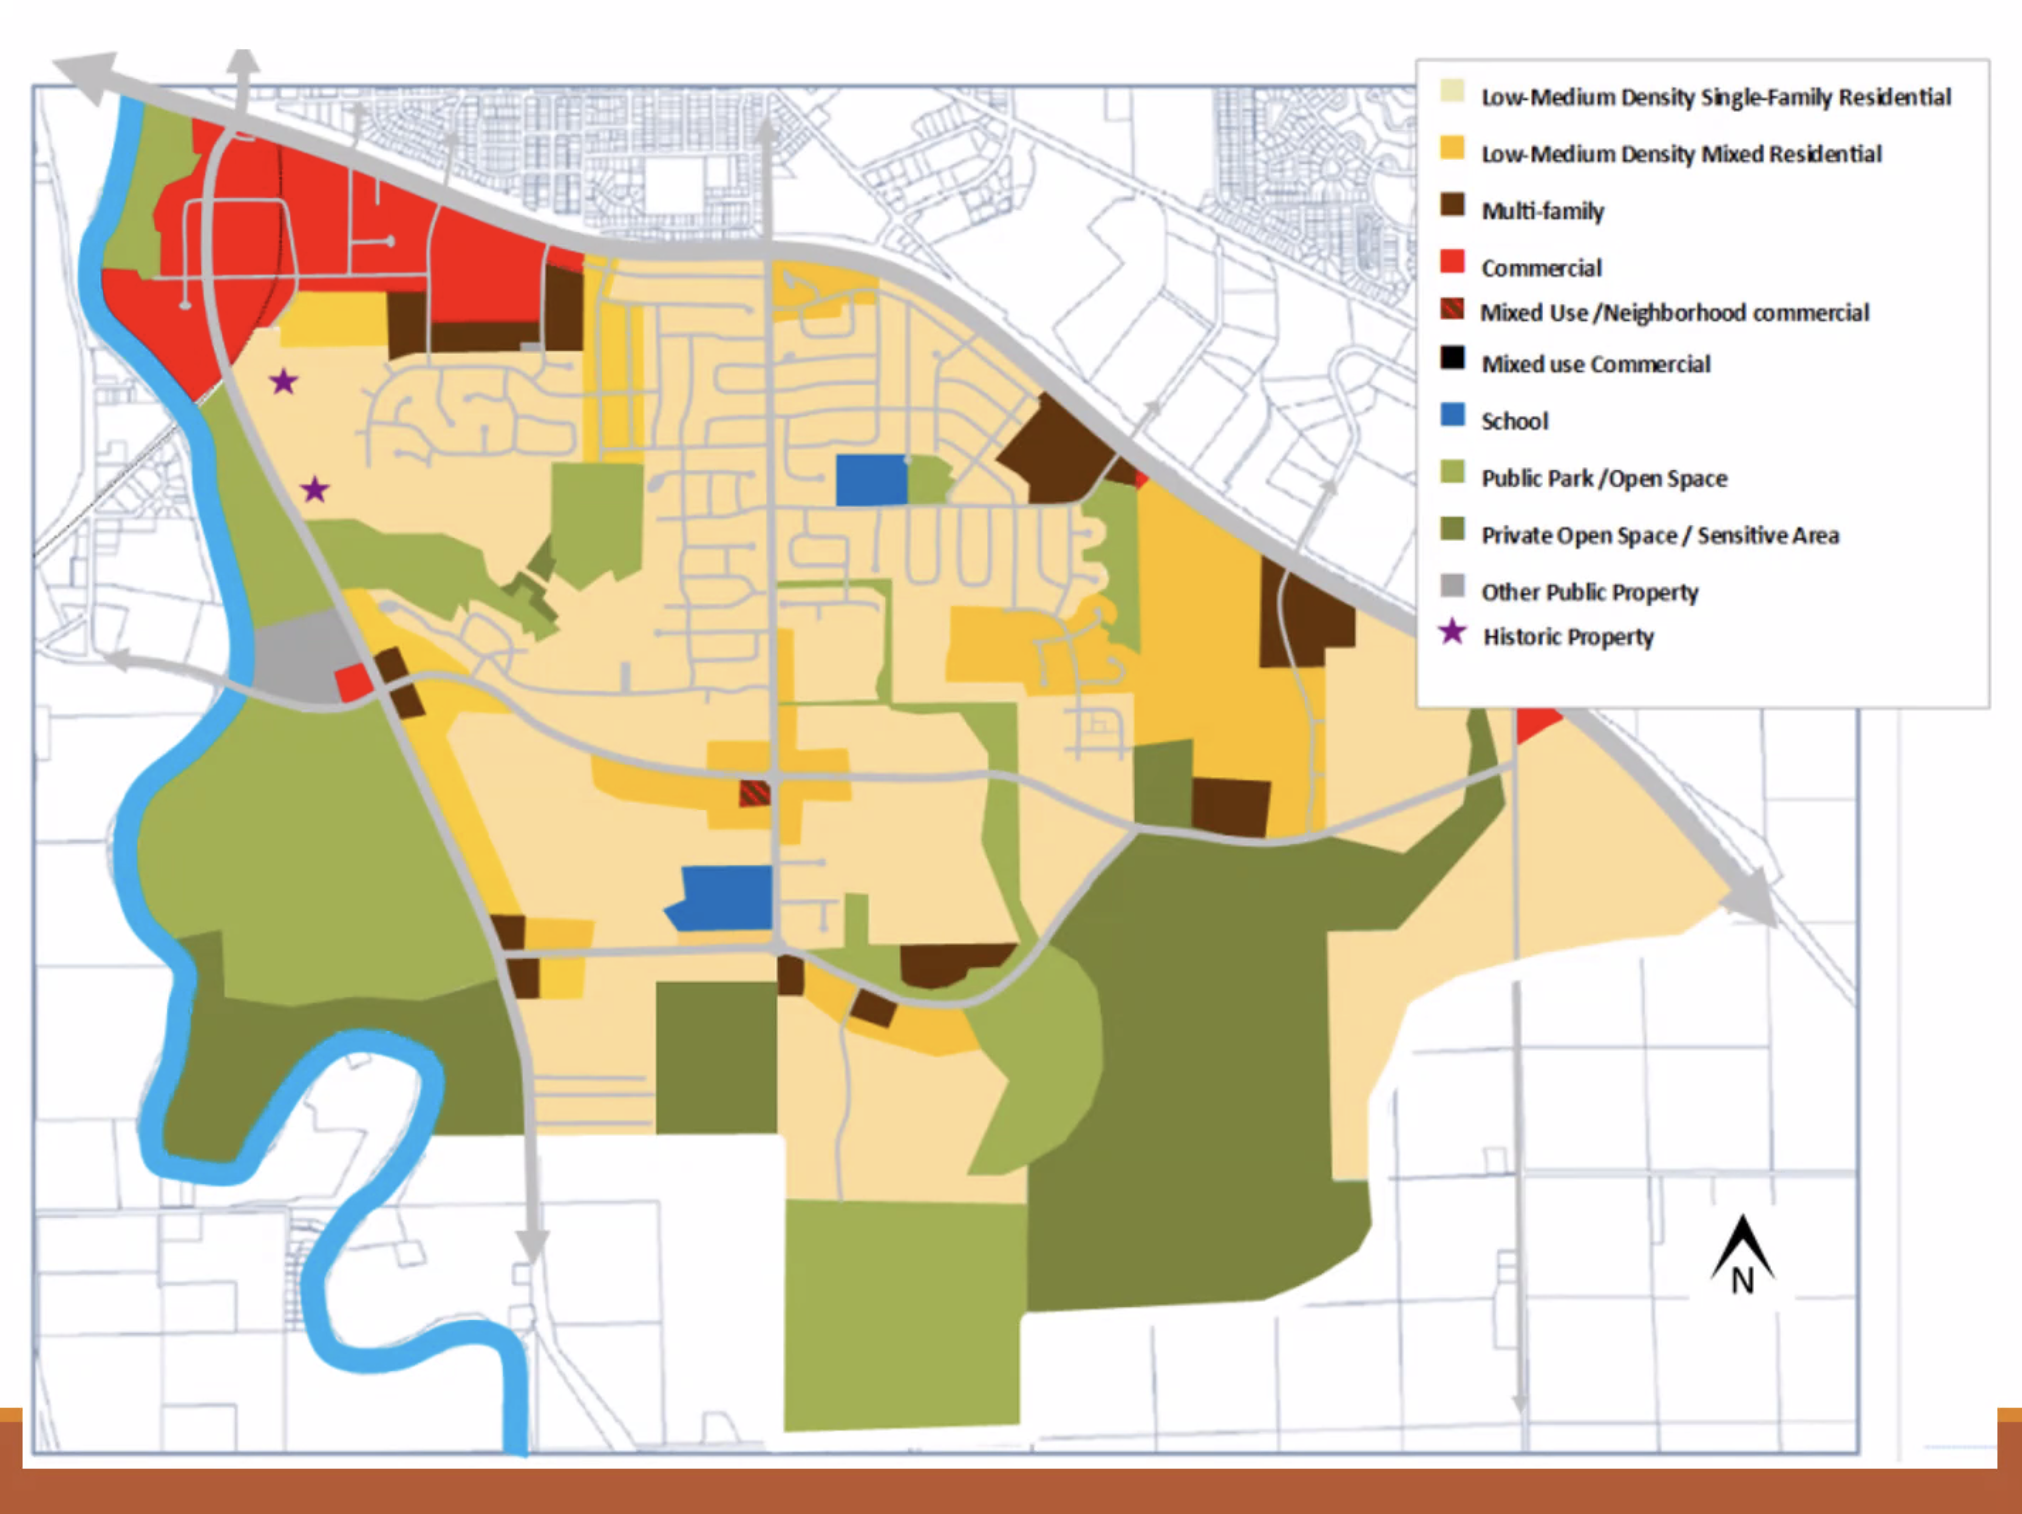 Low-Medium Density Single-Family Residential
Low-Medium Density Mixed Residential
Multi-family
Commercial
Mixed Use /Neighborhood commercial
Mixed use Commercial
School
Public Park /Open Space
Private Open Space / Sensitive Area
Other Public Property
Historic Property
N